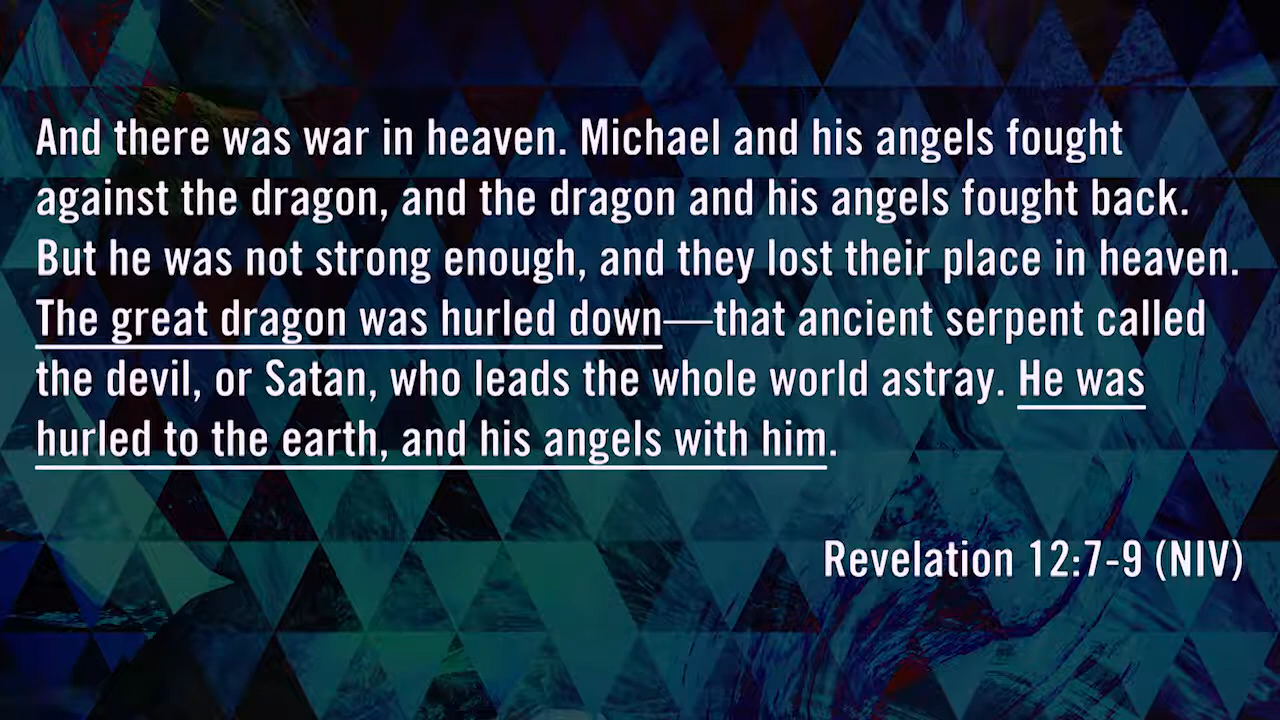 And there was war in heaven. Michael and his angels fought
against the dragon, and the dragon and his angels fought back.
But he was not strong enough, and they lost their place in heaven.
The great dragon was hurled down—that ancient serpent called
the devil, or Satan, who leads the whole world astray. He was
hurled to the earth, and his angels with him.
Revelation 12:7-9 (NIV)